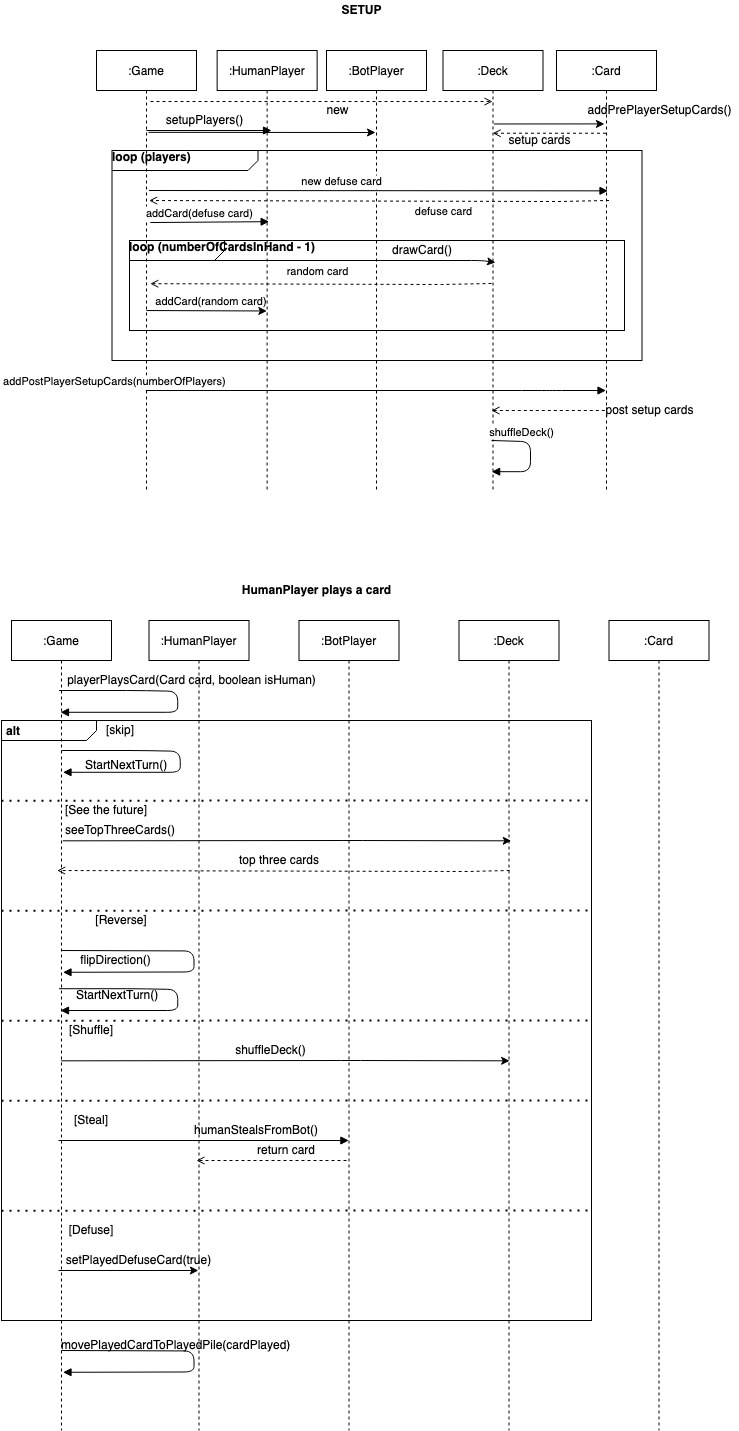 SETUP
:Game
:HumanPlayer
:BotPlayer
:Deck
:Card
new
addPrePlayerSetupCards()
setupPlayers()
setup cards
loop (players)
new defuse card
defuse card
addCard(defuse card)
loop (numberOfCardsInHand - 1)
drawCard()
random card
addCard(random card)
addPostPlayerSetupCards(numberOfPlayers)
post setup cards
shuffleDeck()
HumanPlayer plays a card
:Game
:HumanPlayer
:BotPlayer
:Deck
:Card
playerPlaysCard(Card card, boolean isHuman)
alt
[skip]
StartNextTurn()
[See the future]
seeTopThreeCards()
top three cards
[Reverse]
flipDirection()
StartNextTurn()
[Shuffle]
shuffleDeck()
[Steal]
humanStealsFromBot()
return card
[Defuse]
setPlayedDefuseCard(true)
movePlayedCardToPlayedPile(cardPlayed)